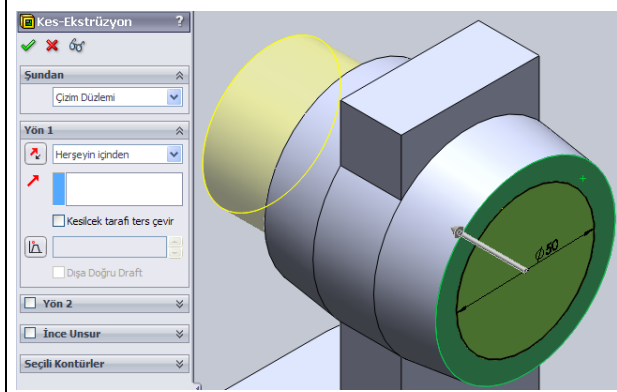 Kes-Ekstrüzyon ?
Şundan
Çizim Düzlemi
Yön 1
Herşeyin içinden
Kesilcek tarafı ters çevir
Dışa Doğru Draft
Yön 2
İnce Unsur
Seçili Kontürler
Ø50